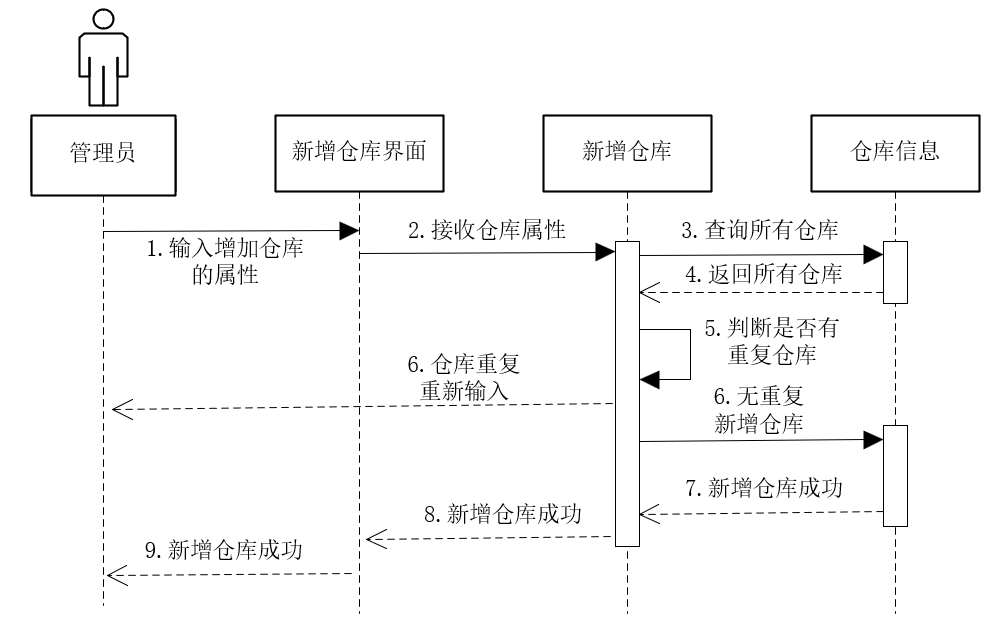 管理员
新增仓库界面
新增仓库
仓库信息
1.输入增加仓库
的属性
2.接收仓库属性
3.查询所有仓库
4.返回所有仓库
5.判断是否有
重复仓库
6.仓库重复
重新输入
6.无重复
新增仓库
7.新增仓库成功
8.新增仓库成功
9.新增仓库成功